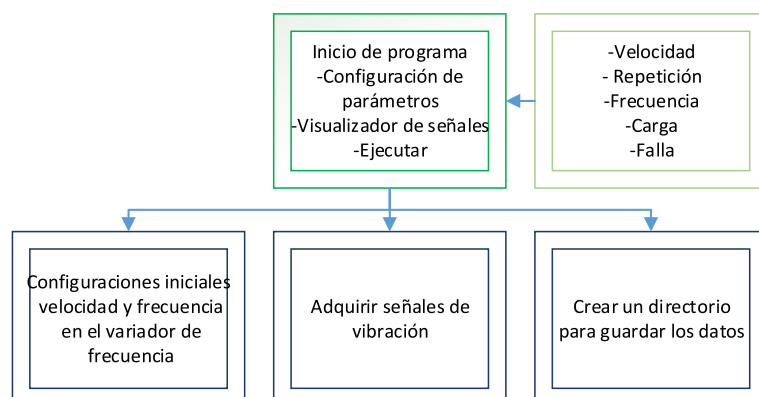 Inicio de programa
-Configuración de
parámetros
-Visualizador de señales
-Ejecutar
-Velocidad
- Repetición
-Frecuencia
-Carga
-Falla
Configuraciones iniciales
velocidad y frecuencia
en el variador de
frecuencia
Adquirir señales de
vibración
Crear un directorio
para guardar los datos